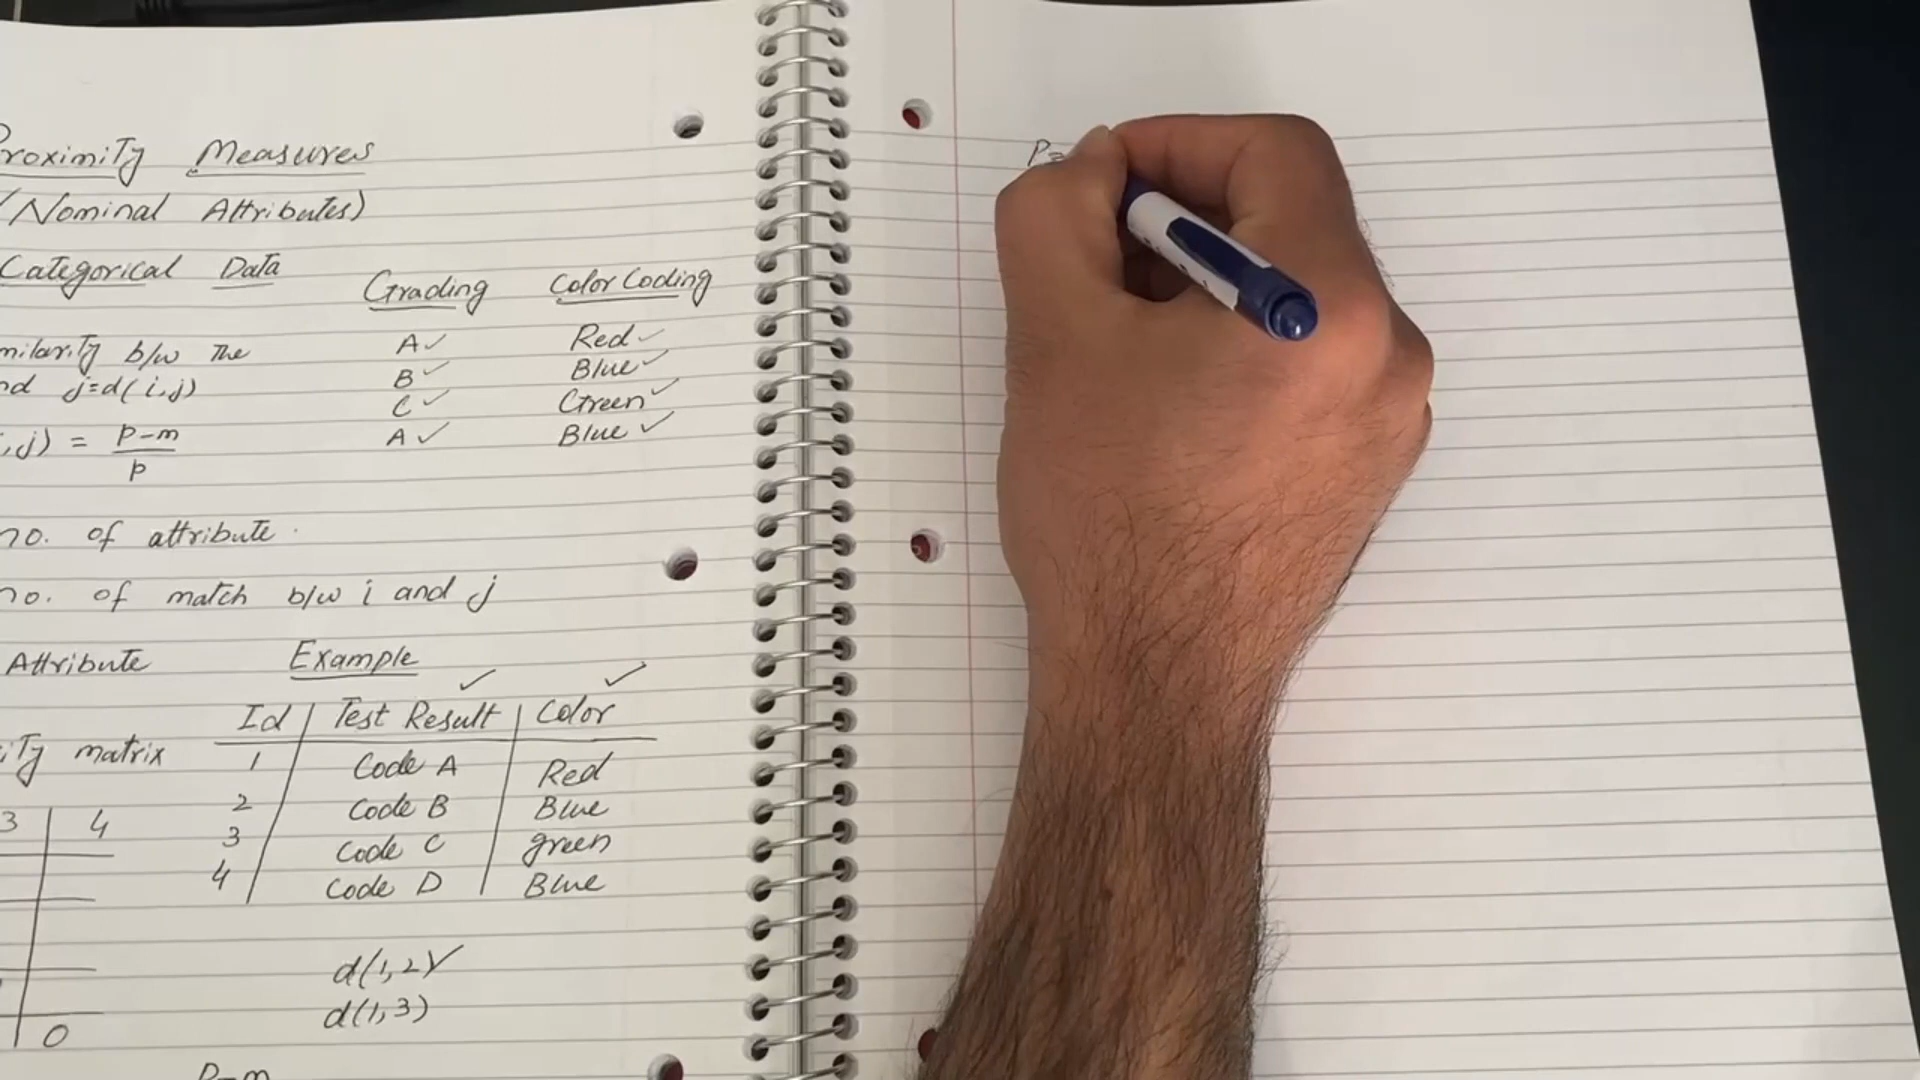 Proximity Measures
(Nominal Attributes)
Categorical Data
Grading Color Coding
A✓ Red✓
B✓ Blue✓
C✓ Green✓
A✓ Blue✓
milarity b/w The
nd j=d(i,j)
,j) = p-m
p
no. of attribute.
no. of match b/w i and j
Attribute
Example
✓ ✓
ity matrix
3 4
0
Id Test Result Color
1 Code A Red
2 Code B Blue
3 Code C green
4 Code D Blue
d(1,2)✓
d(1,3)
P-m
P=